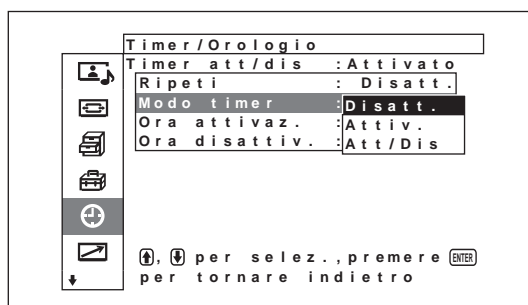 Timer/Orologio
Timer att/dis :Attivato
Ripeti : Disatt.
Modo timer :Disatt.
Ora attivaz. :Attiv.
Ora disattiv. :Att/Dis
, per selez.,premere ENTER
per tornare indietro